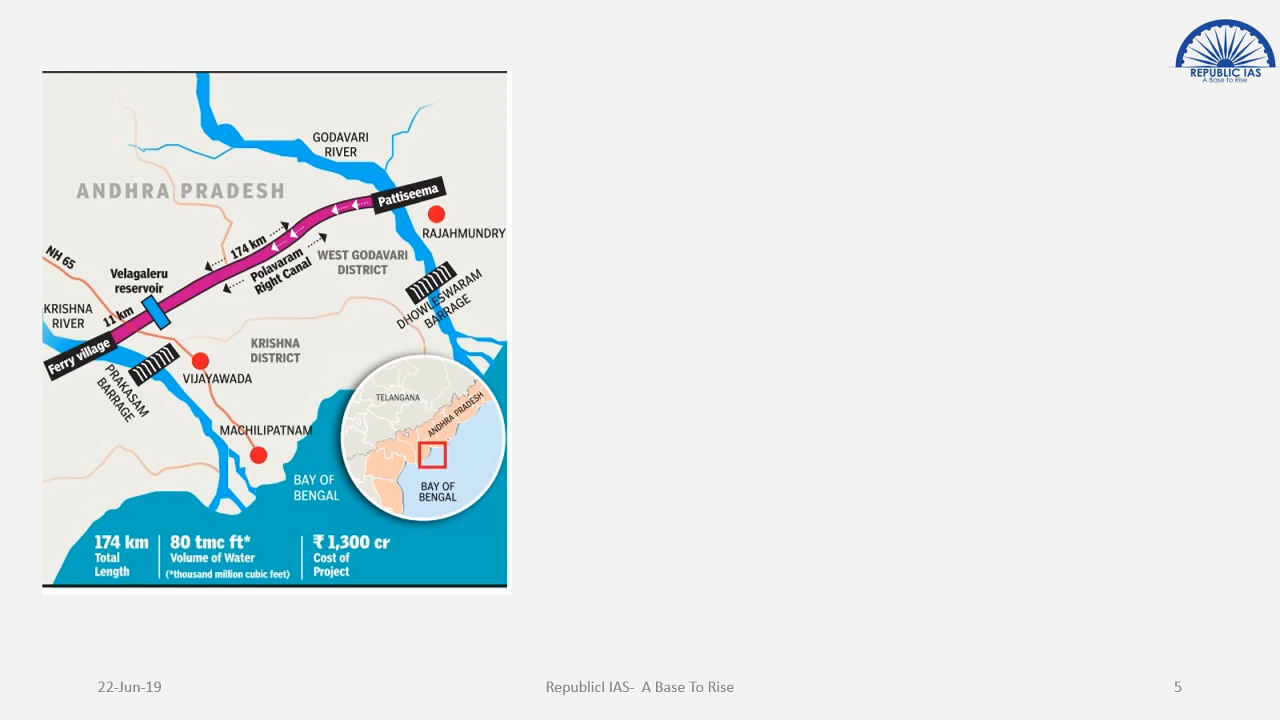 REPUBLIC IAS
A Base to Rise
GODAVARI
RIVER
ANDHRA PRADESH
Pattiseema
RAJAHMUNDRY
174 km
Polavaram
Right Canal
WEST GODAVARI
DISTRICT
NH 65
Velagaleru
reservoir
DHOWLESWARAM
BARRAGE
KRISHNA
RIVER
11 km
Ferry village
KRISHNA
DISTRICT
PRAKASAM
BARRAGE
VIJAYAWADA
TELANGANA
ANDHRA PRADESH
MACHILIPATNAM
BAY OF
BENGAL
BAY OF
BENGAL
174 km
Total
Length
80 tmc ft*
Volume of Water
(*thousand million cubic feet)
₹ 1,300 cr
Cost of
Project
22-Jun-19
RepublicI IAS-  A Base To Rise
5